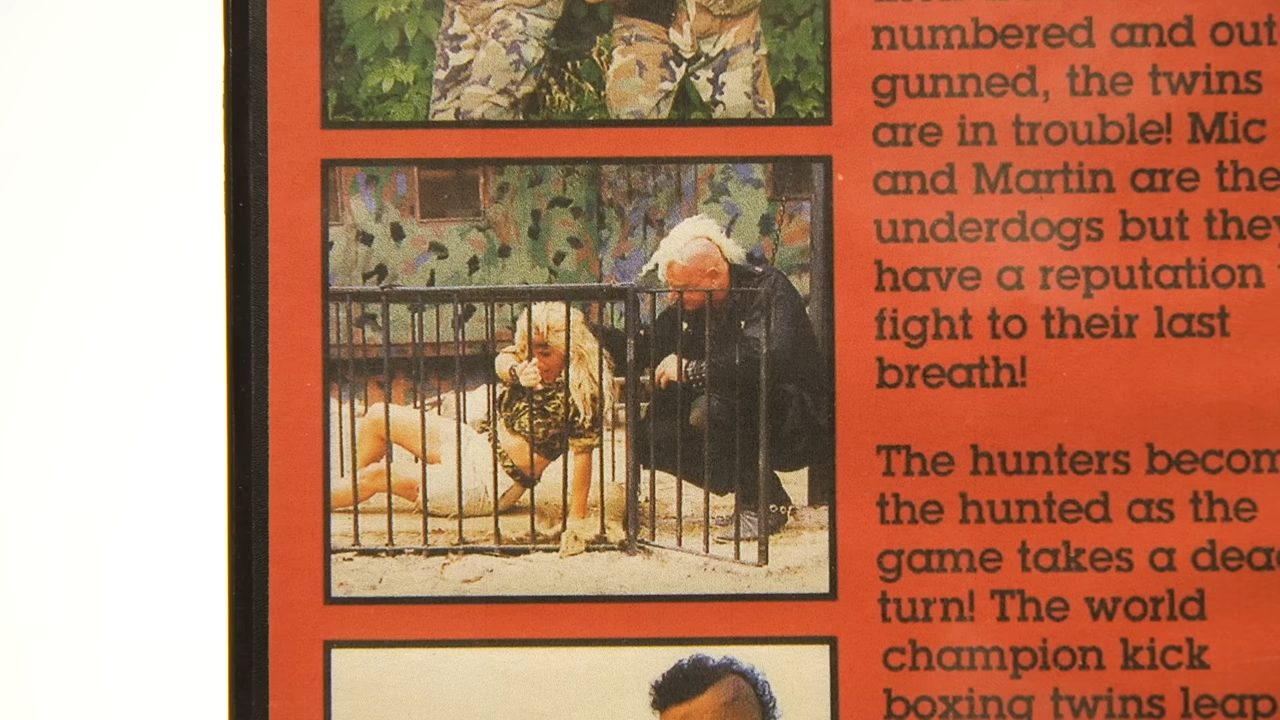 numbered and out
gunned, the twins
are in trouble! Mic
and Martin are the
underdogs but they
have a reputation
fight to their last
breath!
The hunters becom
the hunted as the
game takes a dead
turn! The world
champion kick
boxing twins leap